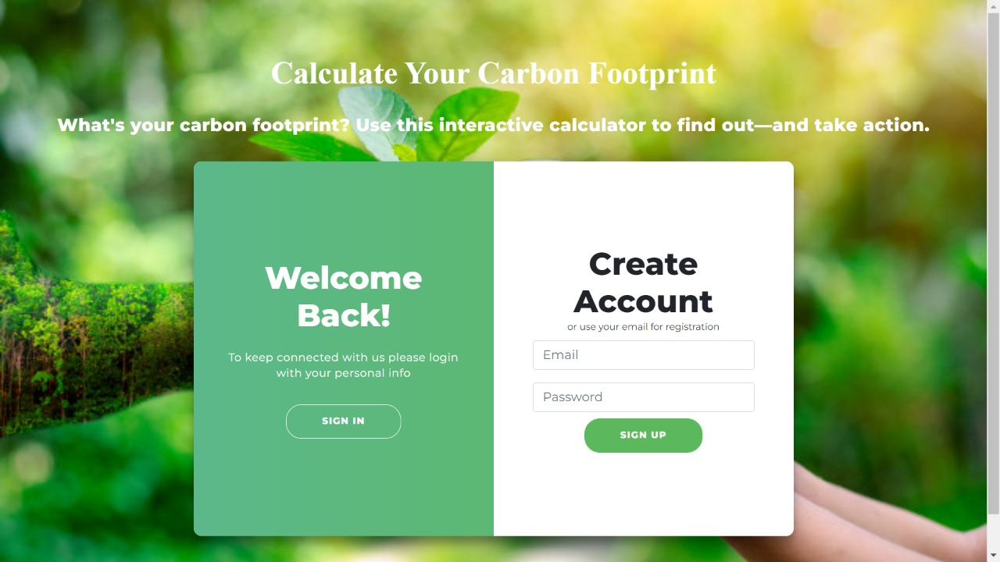 Calculate Your Carbon Footprint
What's your carbon footprint? Use this interactive calculator to find out—and take action.
Welcome
Back!
To keep connected with us please login
with your personal info
SIGN IN
Create
Account
or use your email for registration
Email
Password
SIGN UP